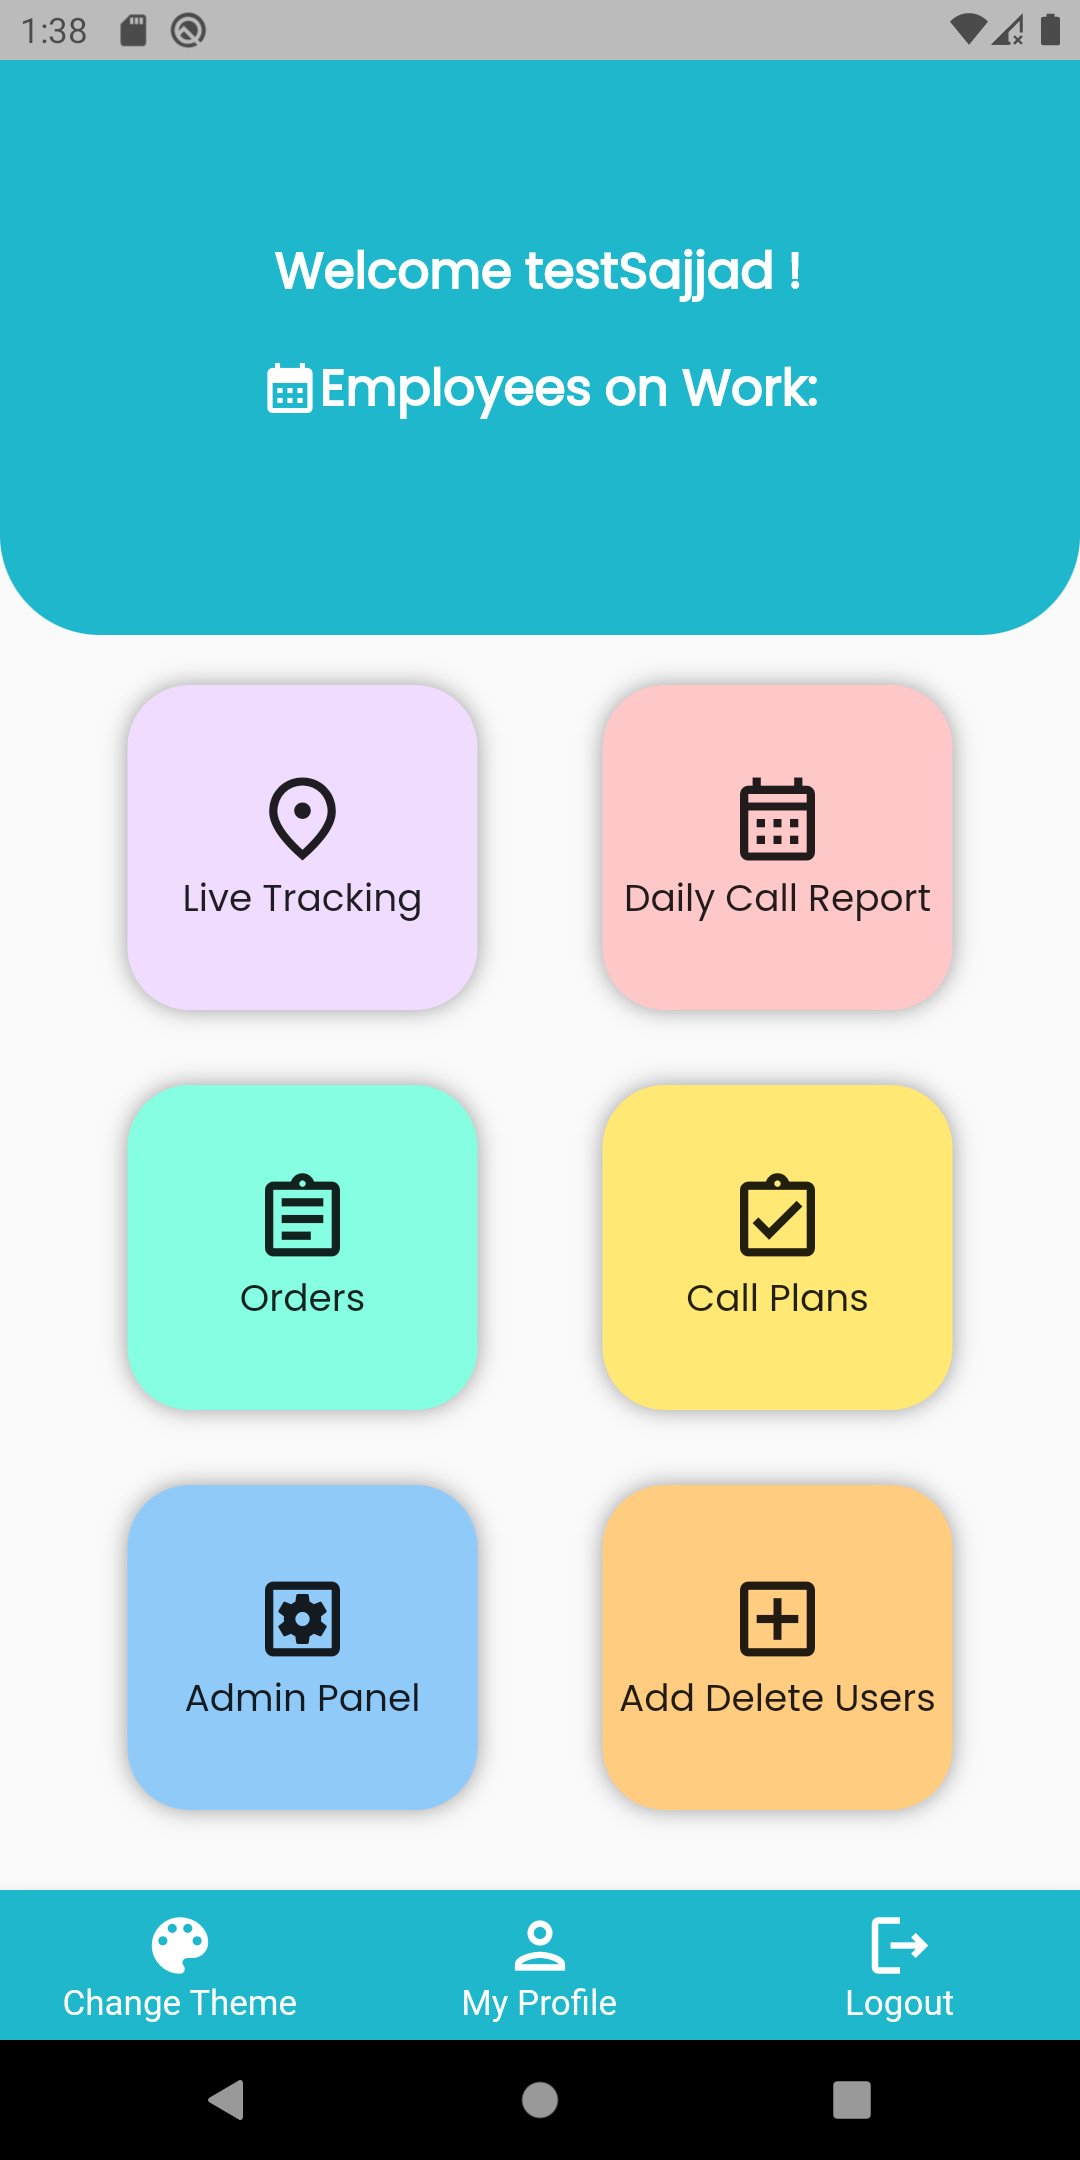 1:38
Welcome testSajjad !
Employees on Work:
Live Tracking
Daily Call Report
Orders
Call Plans
Admin Panel
Add Delete Users
Change Theme
My Profile
Logout